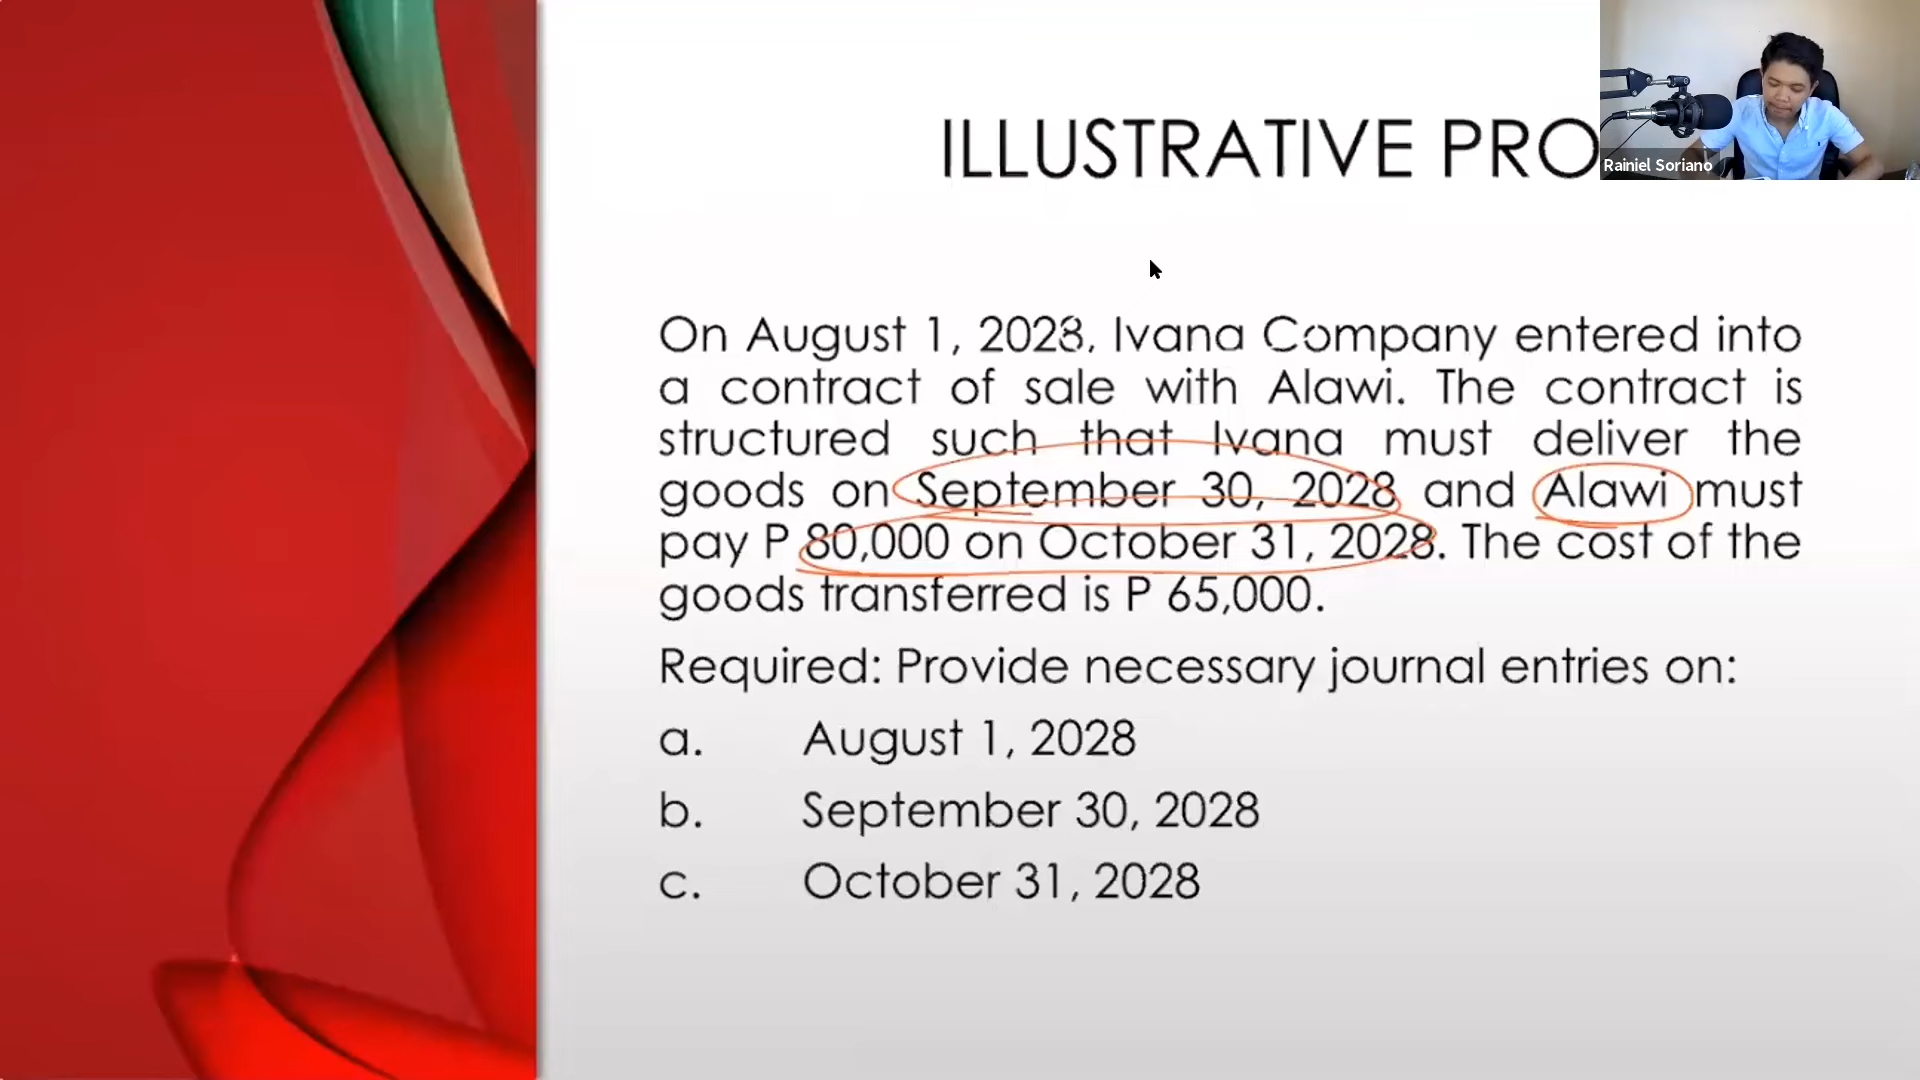 ILLUSTRATIVE PRO
Rainiel Soriano
On August 1, 2028, Ivana Company entered into
a contract of sale with Alawi. The contract is
structured such that Ivana must deliver the
goods on September 30, 2028 and Alawi must
pay P 80,000 on October 31, 2028. The cost of the
goods transferred is P 65,000.
Required: Provide necessary journal entries on:
a. August 1, 2028
b. September 30, 2028
c. October 31, 2028